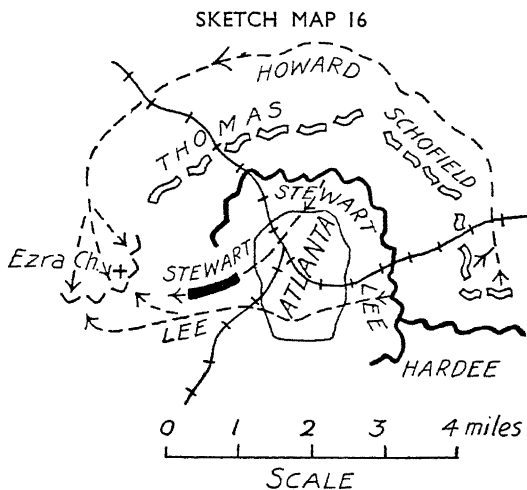 SKETCH MAP 16
HOWARD
THOMAS
SCHOFIELD
STEWART
Ezra Ch.
STEWART
ATLANTA
LEE
LEE
HARDEE
0 1 2 3 4 miles
SCALE